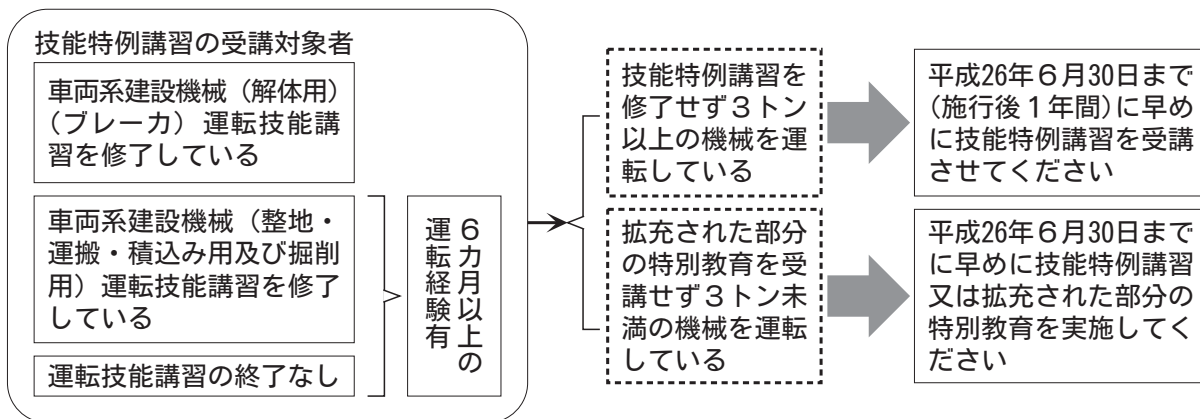 技能特例講習の受講対象者
車両系建設機械(解体用)
(ブレーカ)運転技能講
習を修了している
車両系建設機械(整地・
運搬・積込み用及び掘削
用)運転技能講習を修了
している
運転技能講習の終了なし
6カ月以上の
運転経験有
技能特例講習を
修了せず3トン
以上の機械を運
転している
拡充された部分
の特別教育を受
講せず3トン未
満の機械を運転
している
平成26年6月30日まで
(施行後1年間)に早め
に技能特例講習を受講
させてください
平成26年6月30日まで
に早めに技能特例講習
又は拡充された部分の
特別教育を実施してく
ださい